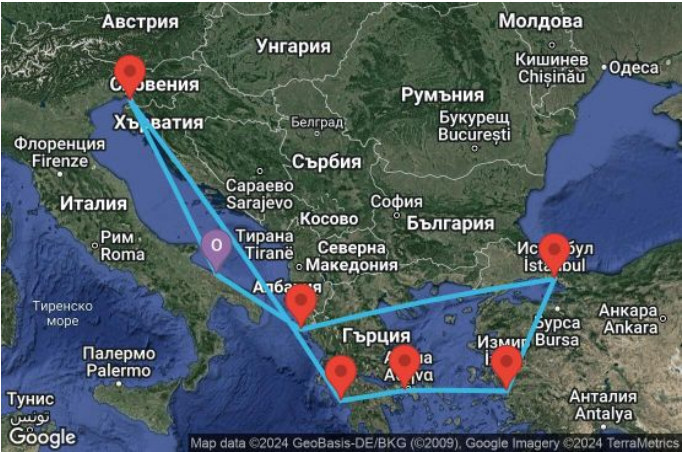 Австрия
Молдова
Унгария
Кишинев
Chișinău
Одеса
Словения
Румъния
Хърватия
Белград
Букурещ
București
Флоренция
Firenze
Сърбия
Сараево
Sarajevo
Италия
София
Косово
България
Рим
Roma
Тирана
Tiranë
Северна
Македония
O
Истанбул
İstanbul
Албания
Тиренско
море
Гърция
Бурса
Bursa
Анкара
Ankara
Измир
Палермо
Palermo
Тунис
تونس
Анталия
Antalya
Google
Map data ©2024 GeoBasis-DE/BKG (©2009), Google Imagery ©2024 TerraMetrics